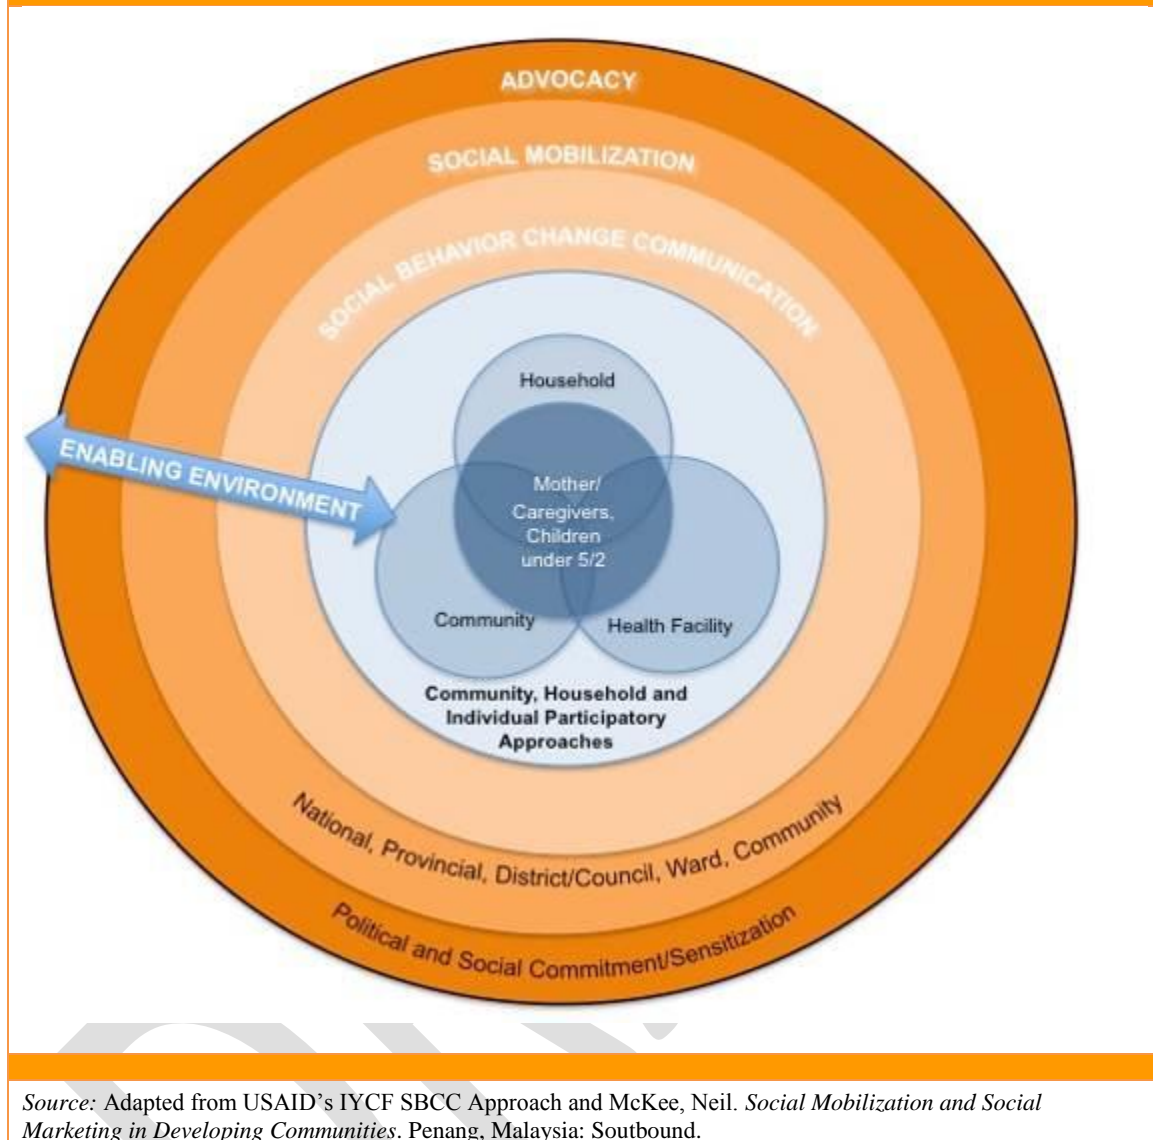 ADVOCACY
SOCIAL MOBILIZATION
SOCIAL BEHAVIOR CHANGE COMMUNICATION
Household
ENABLING ENVIRONMENT
Mother/
Caregivers,
Children
under 5/2
Community
Health Facility
Community, Household and
Individual Participatory
Approaches
National, Provincial, District/Council, Ward, Community
Political and Social Commitment/Sensitization
Source: Adapted from USAID’s IYCF SBCC Approach and McKee, Neil. Social Mobilization and Social
Marketing in Developing Communities. Penang, Malaysia: Soutbound.